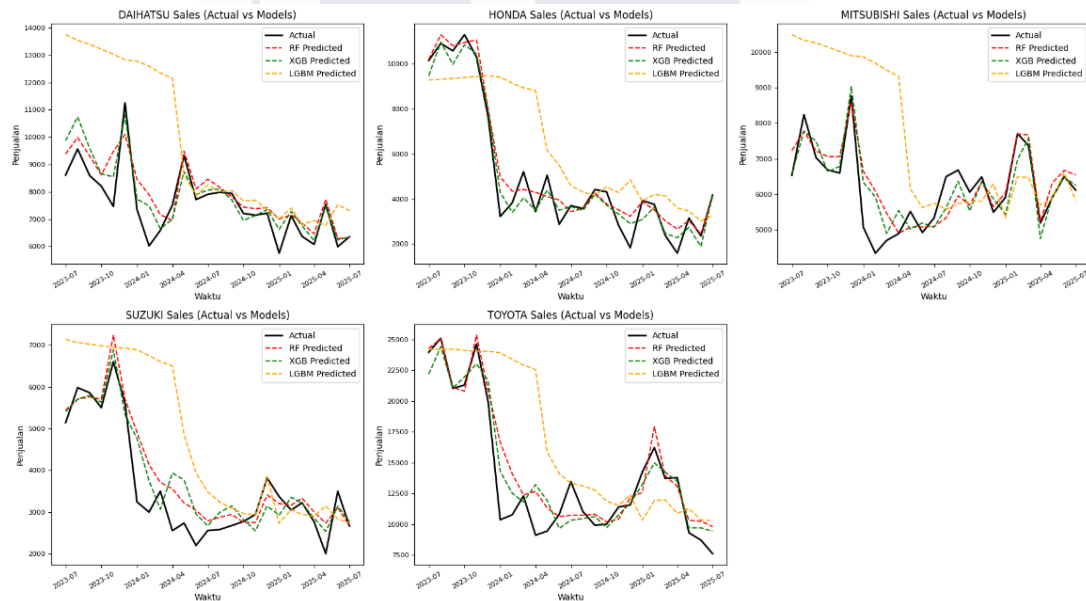 DAIHATSU Sales (Actual vs Models)
14000
13000
12000
11000
10000
9000
8000
7000
6000
Penjualan
Actual
RF Predicted
XGB Predicted
LGBM Predicted
2023-07
2023-10
2024-01
2024-04
2024-07
2024-10
2025-01
2025-04
2025-07
Waktu
HONDA Sales (Actual vs Models)
10000
8000
6000
4000
2000
Penjualan
Actual
RF Predicted
XGB Predicted
LGBM Predicted
2023-07
2023-10
2024-01
2024-04
2024-07
2024-10
2025-01
2025-04
2025-07
Waktu
MITSUBISHI Sales (Actual vs Models)
10000
9000
8000
7000
6000
5000
Penjualan
Actual
RF Predicted
XGB Predicted
LGBM Predicted
2023-07
2023-10
2024-01
2024-04
2024-07
2024-10
2025-01
2025-04
2025-07
Waktu
SUZUKI Sales (Actual vs Models)
7000
6000
5000
4000
3000
2000
Penjualan
Actual
RF Predicted
XGB Predicted
LGBM Predicted
2023-07
2023-10
2024-01
2024-04
2024-07
2024-10
2025-01
2025-04
2025-07
Waktu
TOYOTA Sales (Actual vs Models)
25000
22500
20000
17500
15000
12500
10000
7500
Penjualan
Actual
RF Predicted
XGB Predicted
LGBM Predicted
2023-07
2023-10
2024-01
2024-04
2024-07
2024-10
2025-01
2025-04
2025-07
Waktu